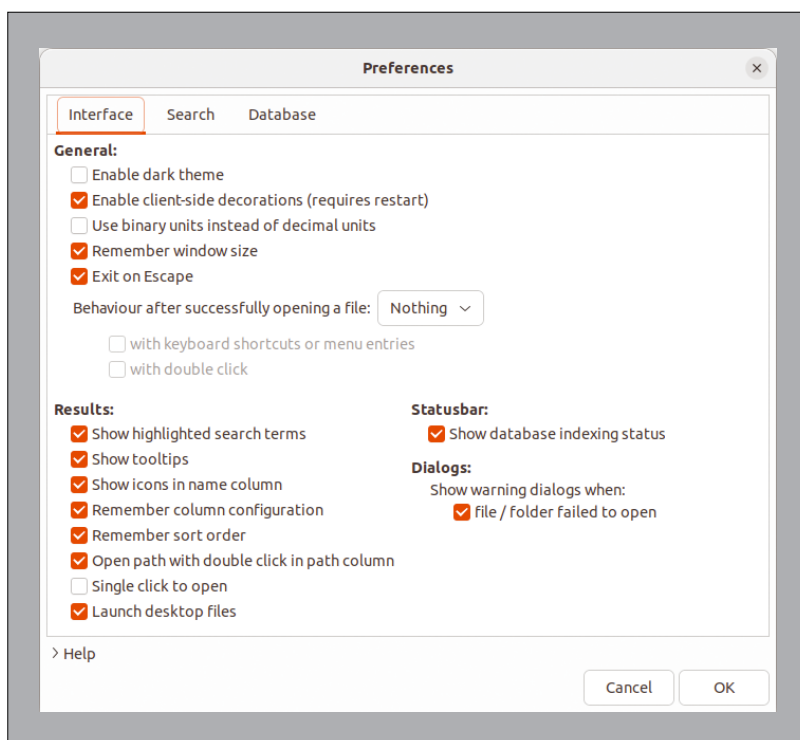 Preferences
Interface Search Database
General:
Enable dark theme
Enable client-side decorations (requires restart)
Use binary units instead of decimal units
Remember window size
Exit on Escape
Behaviour after successfully opening a file: Nothing
with keyboard shortcuts or menu entries
with double click
Results:
Show highlighted search terms
Show tooltips
Show icons in name column
Remember column configuration
Remember sort order
Open path with double click in path column
Single click to open
Launch desktop files
Statusbar:
Show database indexing status
Dialogs:
Show warning dialogs when:
file / folder failed to open
Help
Cancel OK